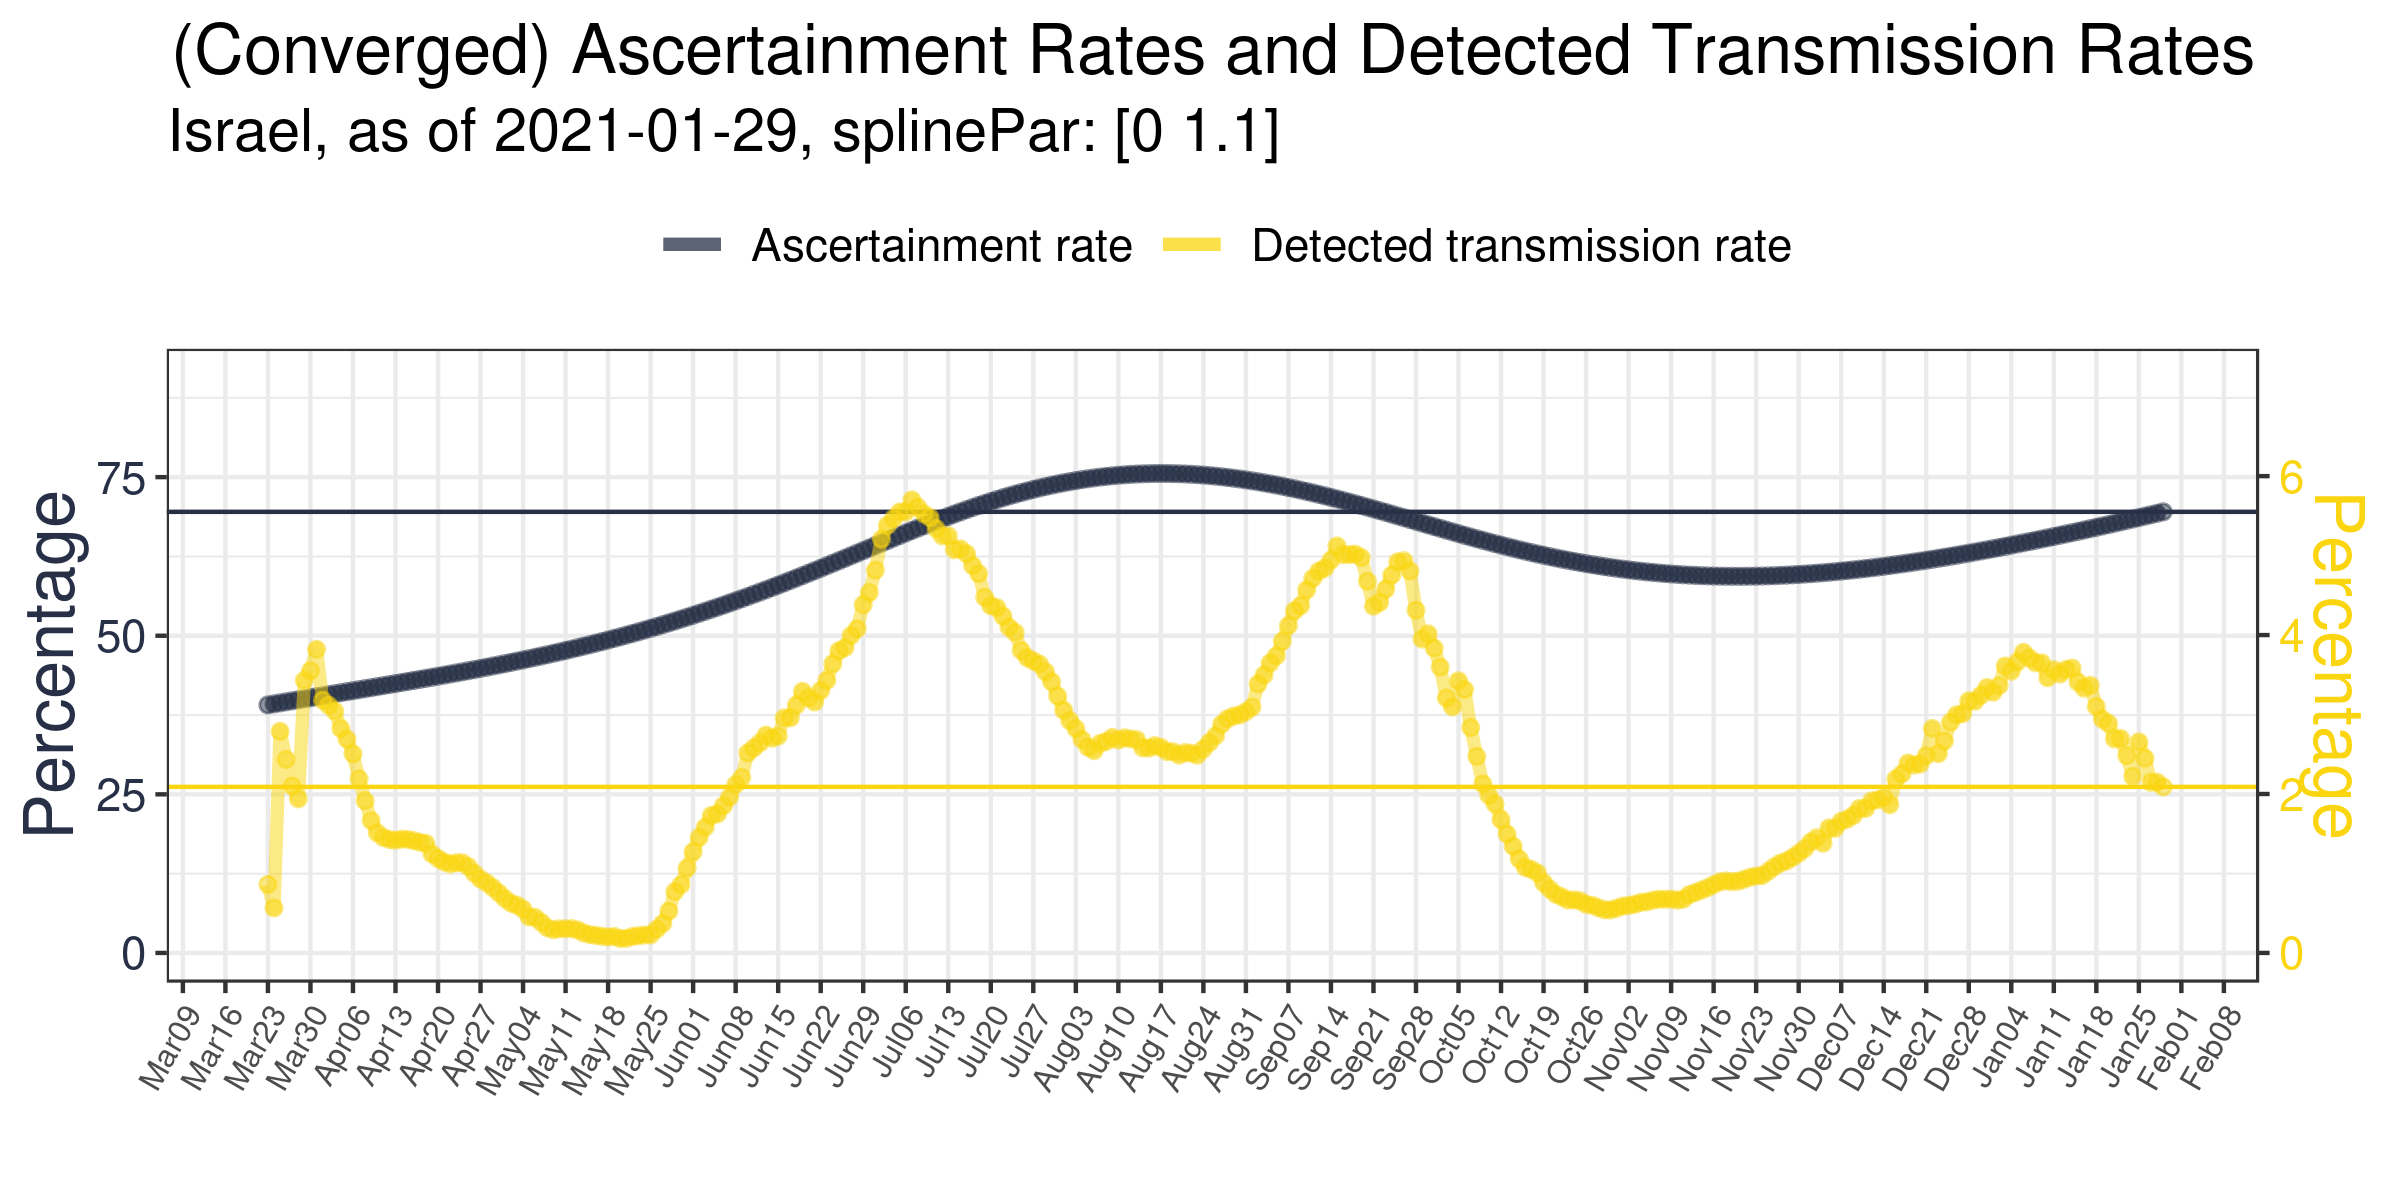 (Converged) Ascertainment Rates and Detected Transmission Rates
Israel, as of 2021-01-29, splinePar: [0 1.1]
Ascertainment rate Detected transmission rate
Percentage
75
50
25
0
6
4
2
0
Percentage
Mar09 Mar16 Mar23 Mar30 Apr06 Apr13 Apr20 Apr27 May04 May11 May18 May25 Jun01 Jun08 Jun15 Jun22 Jun29 Jul06 Jul13 Jul20 Jul27 Aug03 Aug10 Aug17 Aug24 Aug31 Sep07 Sep14 Sep21 Sep28 Oct05 Oct12 Oct19 Oct26 Nov02 Nov09 Nov16 Nov23 Nov30 Dec07 Dec14 Dec21 Dec28 Jan04 Jan11 Jan18 Jan25 Feb01 Feb08